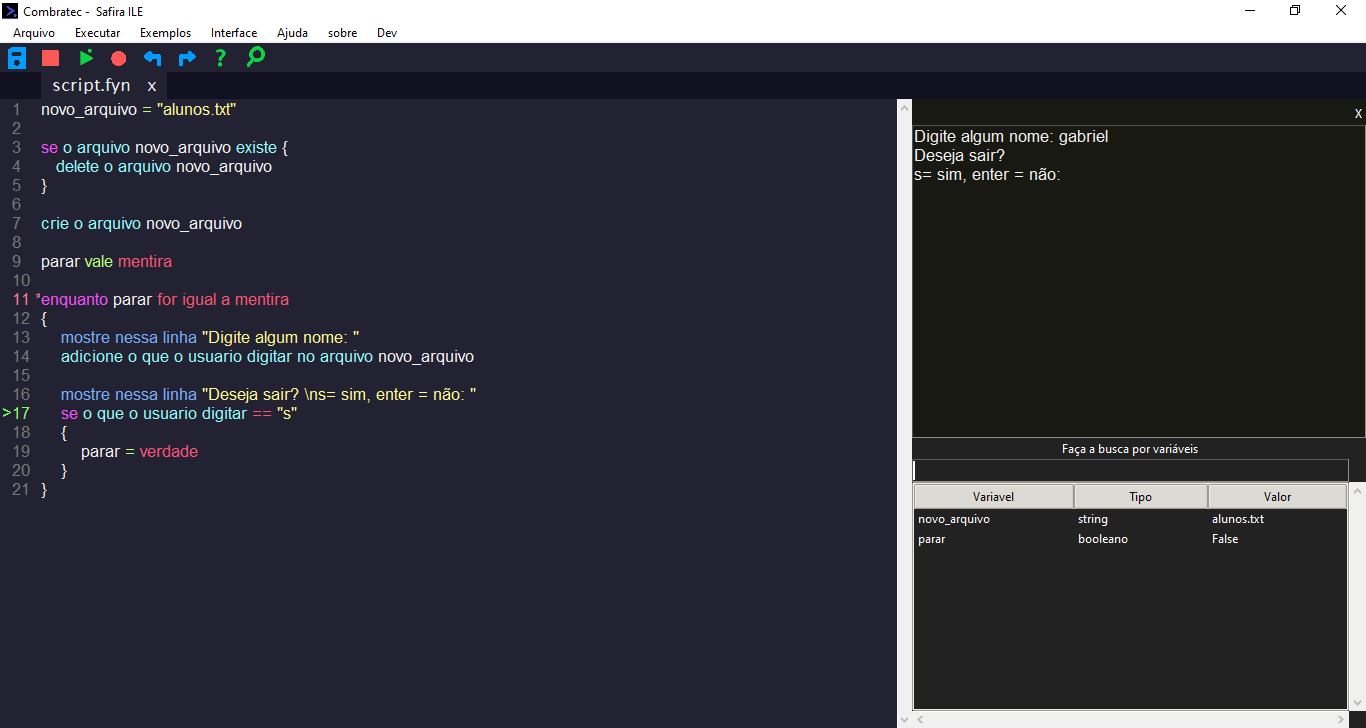 Combratec - Safira ILE
Arquivo Executar Exemplos Interface Ajuda sobre Dev
?
script.fyn x
1 novo_arquivo = "alunos.txt"
2
3 se o arquivo novo_arquivo existe {
4 delete o arquivo novo_arquivo
5 }
6
7 crie o arquivo novo_arquivo
8
9 parar vale mentira
10
11 *enquanto parar for igual a mentira
12 {
13 mostre nessa linha "Digite algum nome: "
14 adicione o que o usuario digitar no arquivo novo_arquivo
15
16 mostre nessa linha "Deseja sair? \ns= sim, enter = não: "
>17 se o que o usuario digitar == "s"
18 {
19 parar = verdade
20 }
21 }
X
Digite algum nome: gabriel
Deseja sair?
s= sim, enter = não:
Faça a busca por variáveis
Variavel Tipo Valor
novo_arquivo string alunos.txt
parar booleano False